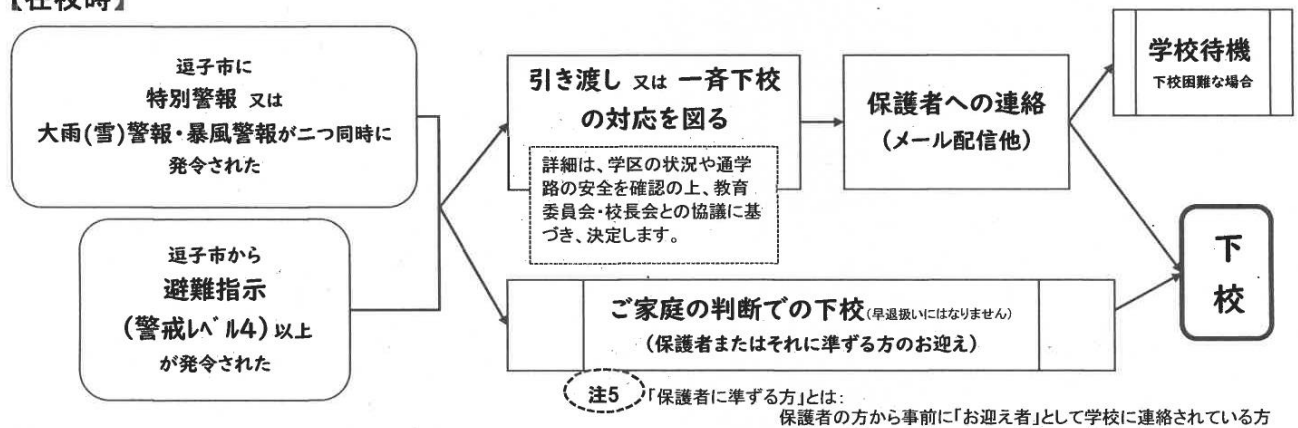 【在校時】
逗子市に
特別警報 又は
大雨(雪)警報・暴風警報が二つ同時に
発令された
逗子市から
避難指示
(警戒レベル4)以上
が発令された
引き渡し 又は 一斉下校
の対応を図る
詳細は、学区の状況や通学
路の安全を確認の上、教育
委員会・校長会との協議に基
づき、決定します。
保護者への連絡
(メール配信他)
学校待機
下校困難な場合
ご家庭の判断での下校(早退扱いにはなりません)
(保護者またはそれに準ずる方のお迎え)
下
校
注5 「保護者に準ずる方」とは:
保護者の方から事前に「お迎え者」として学校に連絡されている方